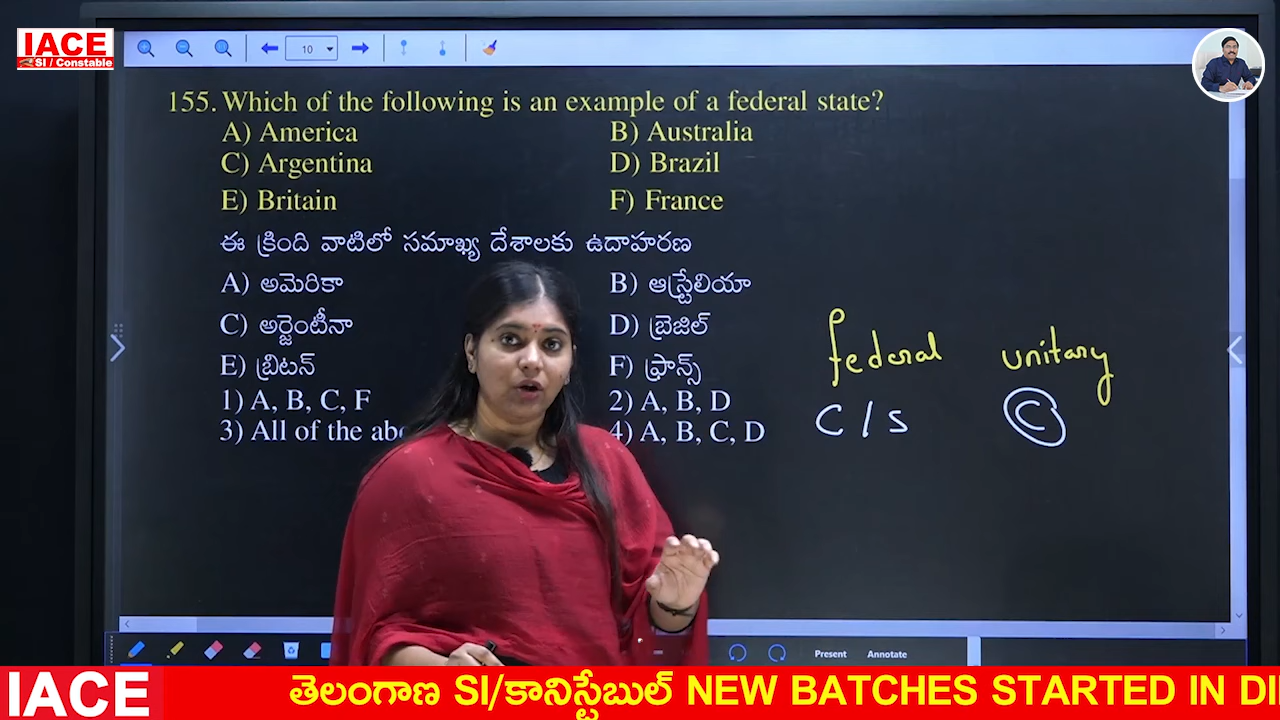 IACE
SI / Constable
10
155. Which of the following is an example of a federal state?
A) America B) Australia
C) Argentina D) Brazil
E) Britain F) France
ఈ క్రింది వాటిలో సమాఖ్య దేశాలకు ఉదాహరణ
A) అమెరికా B) ఆస్ట్రేలియా
C) అర్జెంటీనా D) బ్రెజిల్
E) బ్రిటన్ F) ఫ్రాన్స్
1) A, B, C, F 2) A, B, D
3) All of the 4) A, B, C, D
federal unitary
C / S C
Present Annotate
IACE తెలంగాణ SI/కానిస్టేబుల్ NEW BATCHES STARTED IN